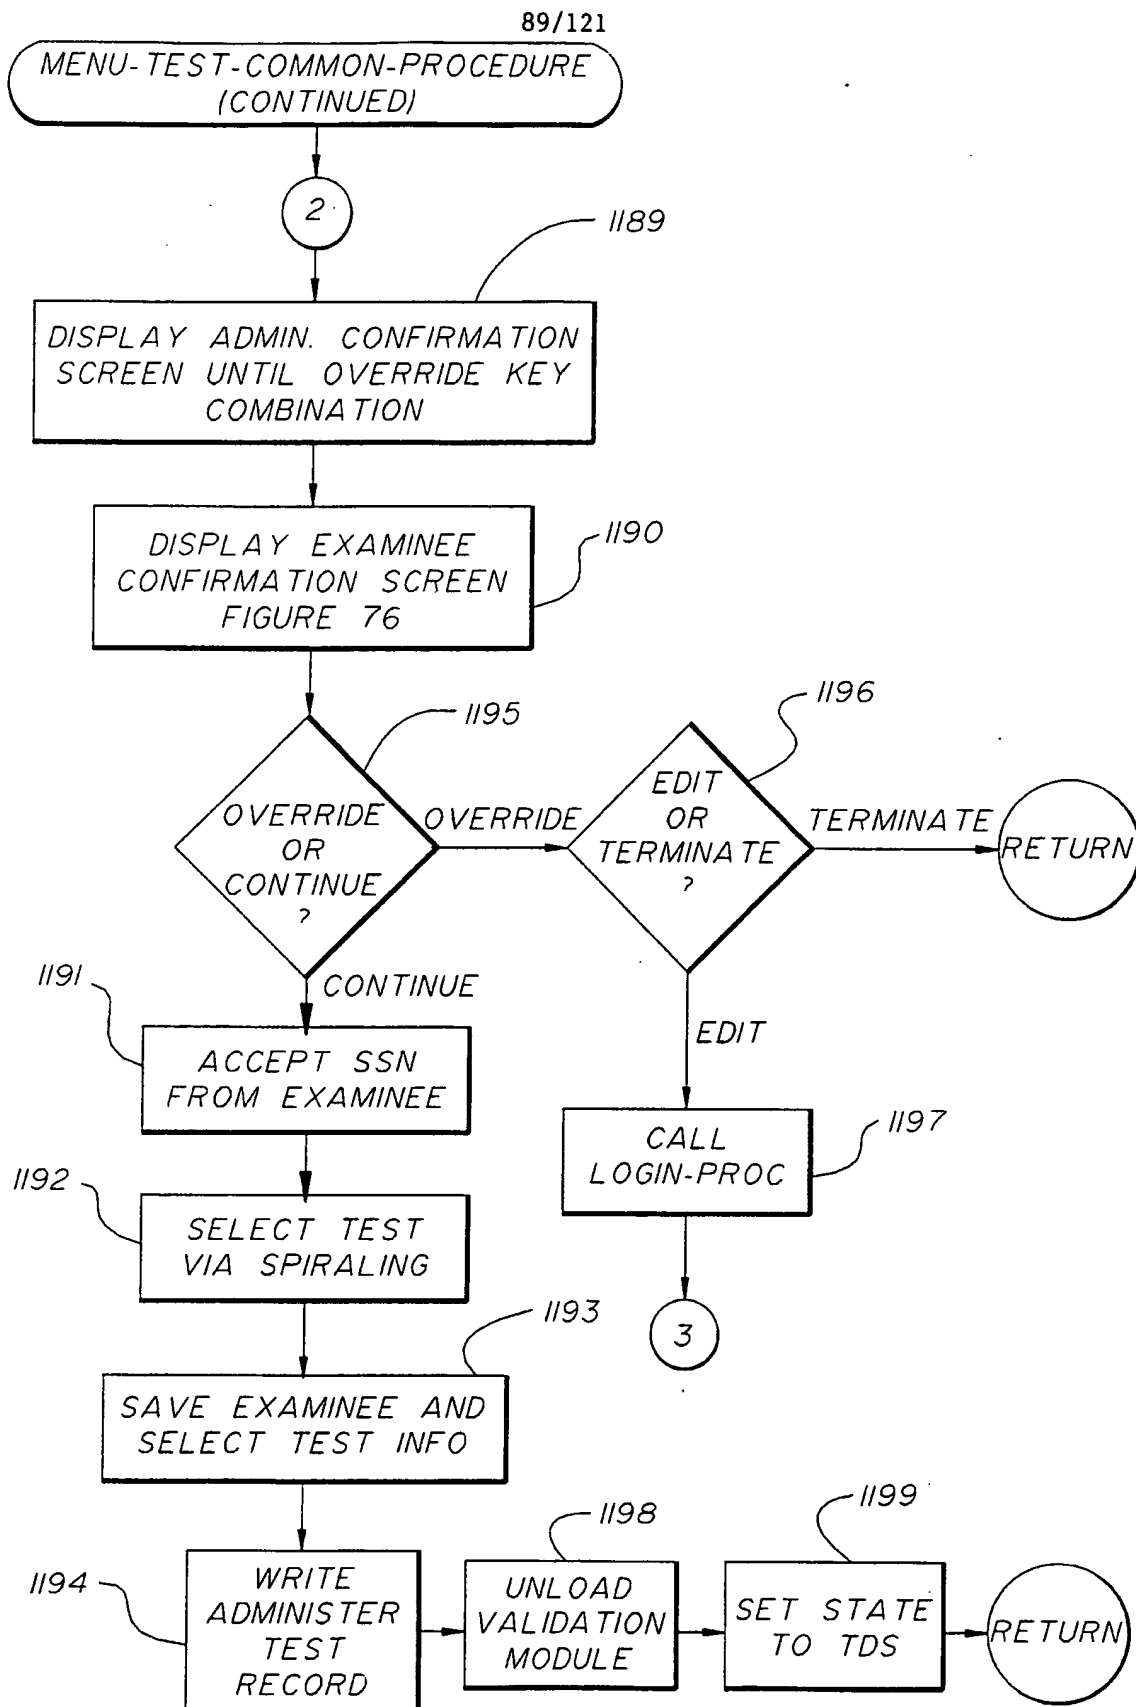 89/121
MENU-TEST-COMMON-PROCEDURE
(CONTINUED)
2
1189
DISPLAY ADMIN. CONFIRMATION
SCREEN UNTIL OVERRIDE KEY
COMBINATION
1190
DISPLAY EXAMINEE
CONFIRMATION SCREEN
FIGURE 76
1195
OVERRIDE
OR
CONTINUE
?
OVERRIDE
1196
EDIT
OR
TERMINATE
?
TERMINATE
RETURN
CONTINUE
EDIT
1191
ACCEPT SSN
FROM EXAMINEE
1197
CALL
LOGIN-PROC
3
1192
SELECT TEST
VIA SPIRALING
1193
SAVE EXAMINEE AND
SELECT TEST INFO
1194
WRITE
ADMINISTER
TEST
RECORD
1198
UNLOAD
VALIDATION
MODULE
1199
SET STATE
TO TDS
RETURN